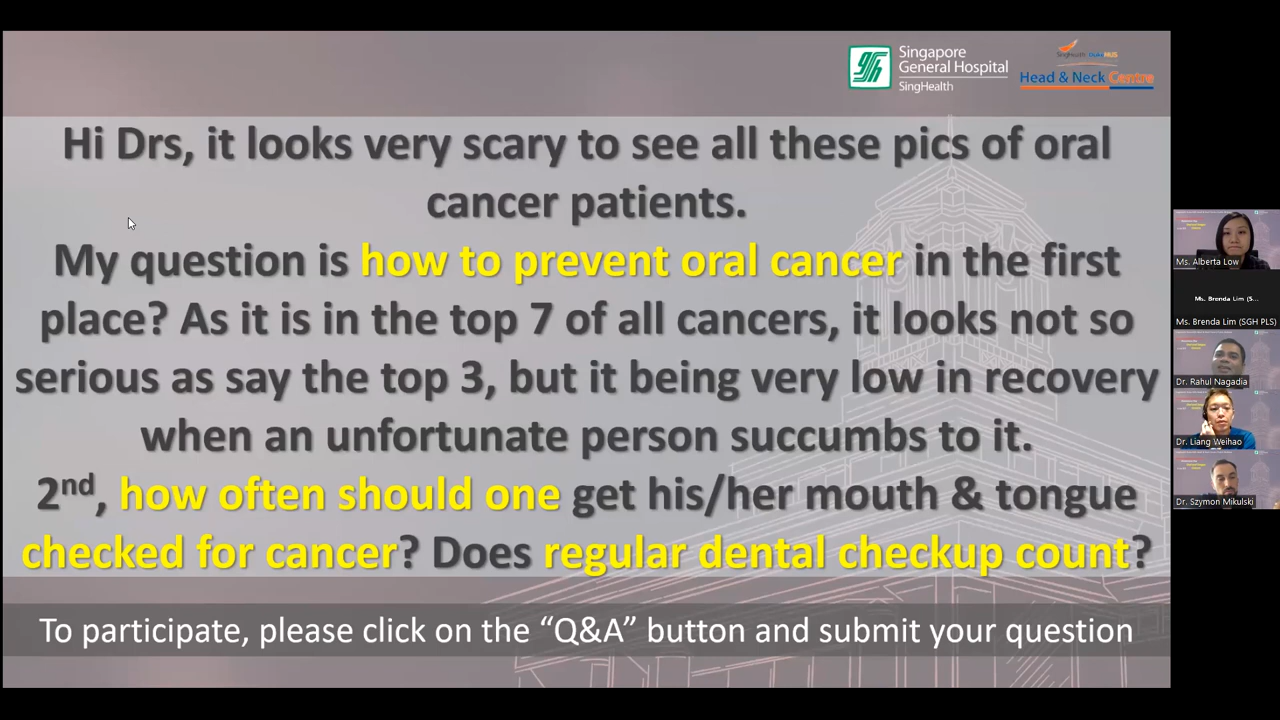 Singapore
General Hospital
SingHealth
SingHealth DukeNUS
Head & Neck Centre
Hi Drs, it looks very scary to see all these pics of oral
cancer patients.
My question is how to prevent oral cancer in the first
place? As it is in the top 7 of all cancers, it looks not so
serious as say the top 3, but it being very low in recovery
when an unfortunate person succumbs to it.
2nd, how often should one get his/her mouth & tongue
checked for cancer? Does regular dental checkup count?
To participate, please click on the “Q&A” button and submit your question
Ms. Alberta Low
Ms. Brenda Lim (S...
Ms. Brenda Lim (SGH PLS)
Dr. Rahul Nagadia
Dr. Liang Weihao
Dr. Szymon Mikulski